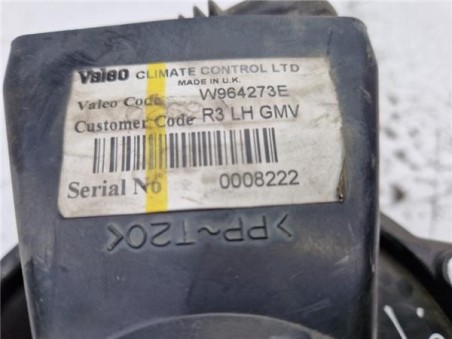 Valeo CLIMATE CONTROL LTD
MADE IN U.K.
Valeo Code W964273E
Customer Code R3 LH GMV
Serial No 0008222
>PP~T20<